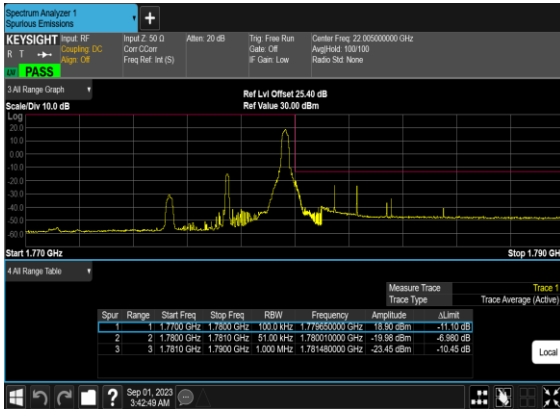 Spectrum Analyzer 1
Spurious Emissions
+
KEYSIGHT Input: RF Input Z: 50 Ω Atten: 20 dB Trig: Free Run Center Freq: 22.005000000 GHz
R T Coupling: DC Corr CCorr Gate: Off Avg|Hold: 100/100
Align: Off Freq Ref: Int (S) IF Gain: Low Radio Std: None
PASS
3 All Range Graph
Ref Lvl Offset 25.40 dB
Scale/Div 10.0 dB Ref Value 30.00 dBm
Log
20.0
10.0
0.00
-10.0
-20.0
-30.0
-40.0
-50.0
-60.0
Start 1.770 GHz Stop 1.790 GHz
4 All Range Table
Measure Trace Trace 1
Trace Type Trace Average (Active)
Spur Range Start Freq Stop Freq RBW Frequency Amplitude ΔLimit
1 1 1.7700 GHz 1.7800 GHz 100.0 kHz 1.779650000 GHz 18.90 dBm -11.10 dB
2 2 1.7800 GHz 1.7810 GHz 51.00 kHz 1.780010000 GHz -19.98 dBm -6.980 dB
3 3 1.7810 GHz 1.7900 GHz 1.000 MHz 1.781480000 GHz -23.45 dBm -10.45 dB
Local
? Sep 01, 2023
3:42:49 AM